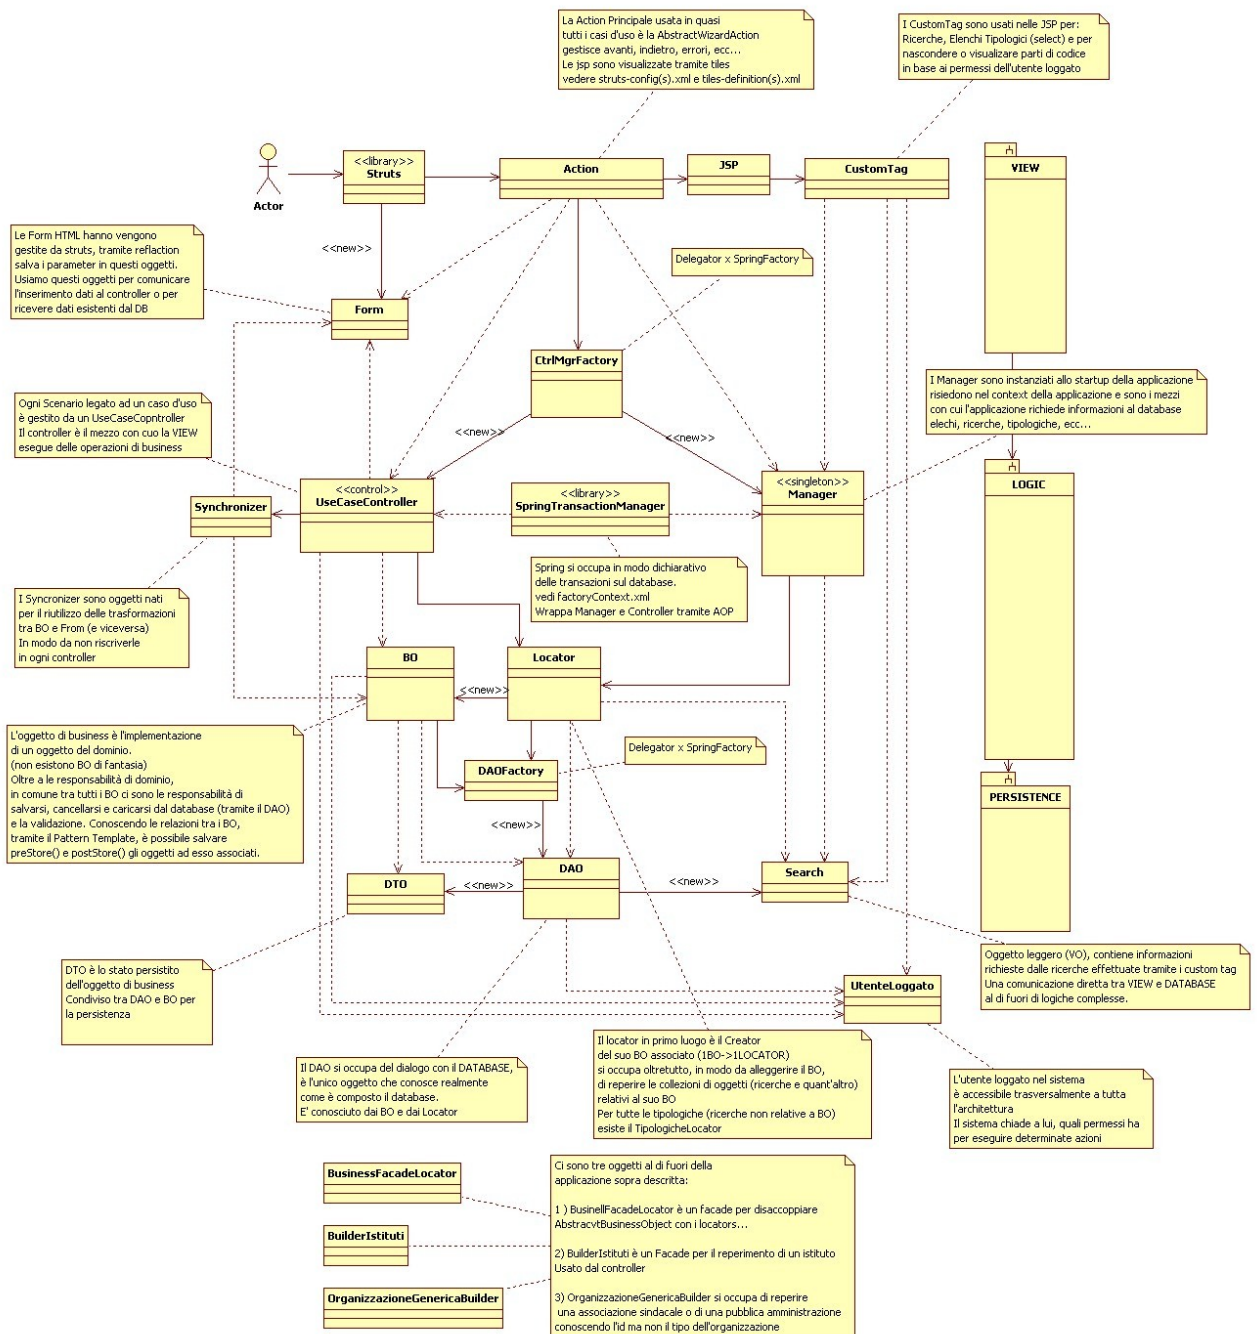 La Action Principale usata in quasi
tutti i casi d'uso è la AbstractWizardAction
gestisce avanti, indietro, errori, ecc...
Le jsp sono visualizzate tramite tiles
vedere struts-config(s).xml e tiles-definition(s).xml
I CustomTag sono usati nelle JSP per:
Ricerche, Elenchi Tipologici (select) e per
nascondere o visualizzare parti di codice
in base ai permessi dell'utente loggato
Actor
<<library>>
Struts
Action
JSP
CustomTag
VIEW
Le Form HTML hanno vengono
gestite da struts, tramite reflaction
salva i parameter in questi oggetti.
Usiamo questi oggetti per comunicare
l'inserimento dati al controller o per
ricevere dati esistenti dal DB
<<new>>
Delegator x SpringFactory
Form
CtrlMgrFactory
I Manager sono instanziati allo startup della applicazione
risiedono nel context della applicazione e sono i mezzi
con cui l'applicazione richiede informazioni al database
elechi, ricerche, tipologiche, ecc...
Ogni Scenario legato ad un caso d'uso
è gestito da un UseCaseCopntroller
Il controller è il mezzo con cuo la VIEW
esegue delle operazioni di business
<<new>>
<<new>>
<<control>>
UseCaseController
<<library>>
SpringTransactionManager
<<singleton>>
Manager
LOGIC
Synchronizer
Spring si occupa in modo dichiarativo
delle transazioni sul database.
vedi factoryContext.xml
Wrappa Manager e Controller tramite AOP
I Syncronizer sono oggetti nati
per il riutilizzo delle trasformazioni
tra BO e From (e viceversa)
In modo da non riscriverle
in ogni controller
BO
Locator
<<new>>
L'oggetto di business è l'implementazione
di un oggetto del dominio.
(non esistono BO di fantasia)
Oltre a le responsabilità di dominio,
in comune tra tutti i BO ci sono le responsabilità di
salvarsi, cancellarsi e caricarsi dal database (tramite il DAO)
e la validazione. Conoscendo le relazioni tra i BO,
tramite il Pattern Template, è possibile salvare
preStore() e postStore() gli oggetti ad esso associati.
Delegator x SpringFactory
DAOFactory
PERSISTENCE
<<new>>
DTO
<<new>>
DAO
<<new>>
Search
DTO è lo stato persistito
dell'oggetto di business
Condiviso tra DAO e BO per
la persistenza
Oggetto leggero (VO), contiene informazioni
richieste dalle ricerche effettuate tramite i custom tag
Una comunicazione diretta tra VIEW e DATABASE
al di fuori di logiche complesse.
UtenteLoggato
Il DAO si occupa del dialogo con il DATABASE,
è l'unico oggetto che conosce realmente
come è composto il database.
E' conosciuto dai BO e dai Locator
Il locator in primo luogo è il Creator
del suo BO associato (1BO->1LOCATOR)
si occupa oltretutto, in modo da alleggerire il BO,
di reperire le collezioni di oggetti (ricerche e quant'altro)
relativi al suo BO
Per tutte le tipologiche (ricerche non relative a BO)
esiste il TipologicheLocator
L'utente loggato nel sistema
è accessibile trasversalmente a tutta
l'architettura
Il sistema chiade a lui, quali permessi ha
per eseguire determinate azioni
BusinessFacadeLocator
BuilderIstituti
OrganizzazioneGenericaBuilder
Ci sono tre oggetti al di fuori della
applicazione sopra descritta:
1 ) BusinellFacadeLocator è un facade per disaccoppiare
AbstracvtBusinessObject con i locators...
2) BuilderIstituti è un Facade per il reperimento di un istituto
Usato dal controller
3) OrganizzazioneGenericaBuilder si occupa di reperire
una associazione sindacale o di una pubblica amministrazione
conoscendo l'id ma non il tipo dell'organizzazione